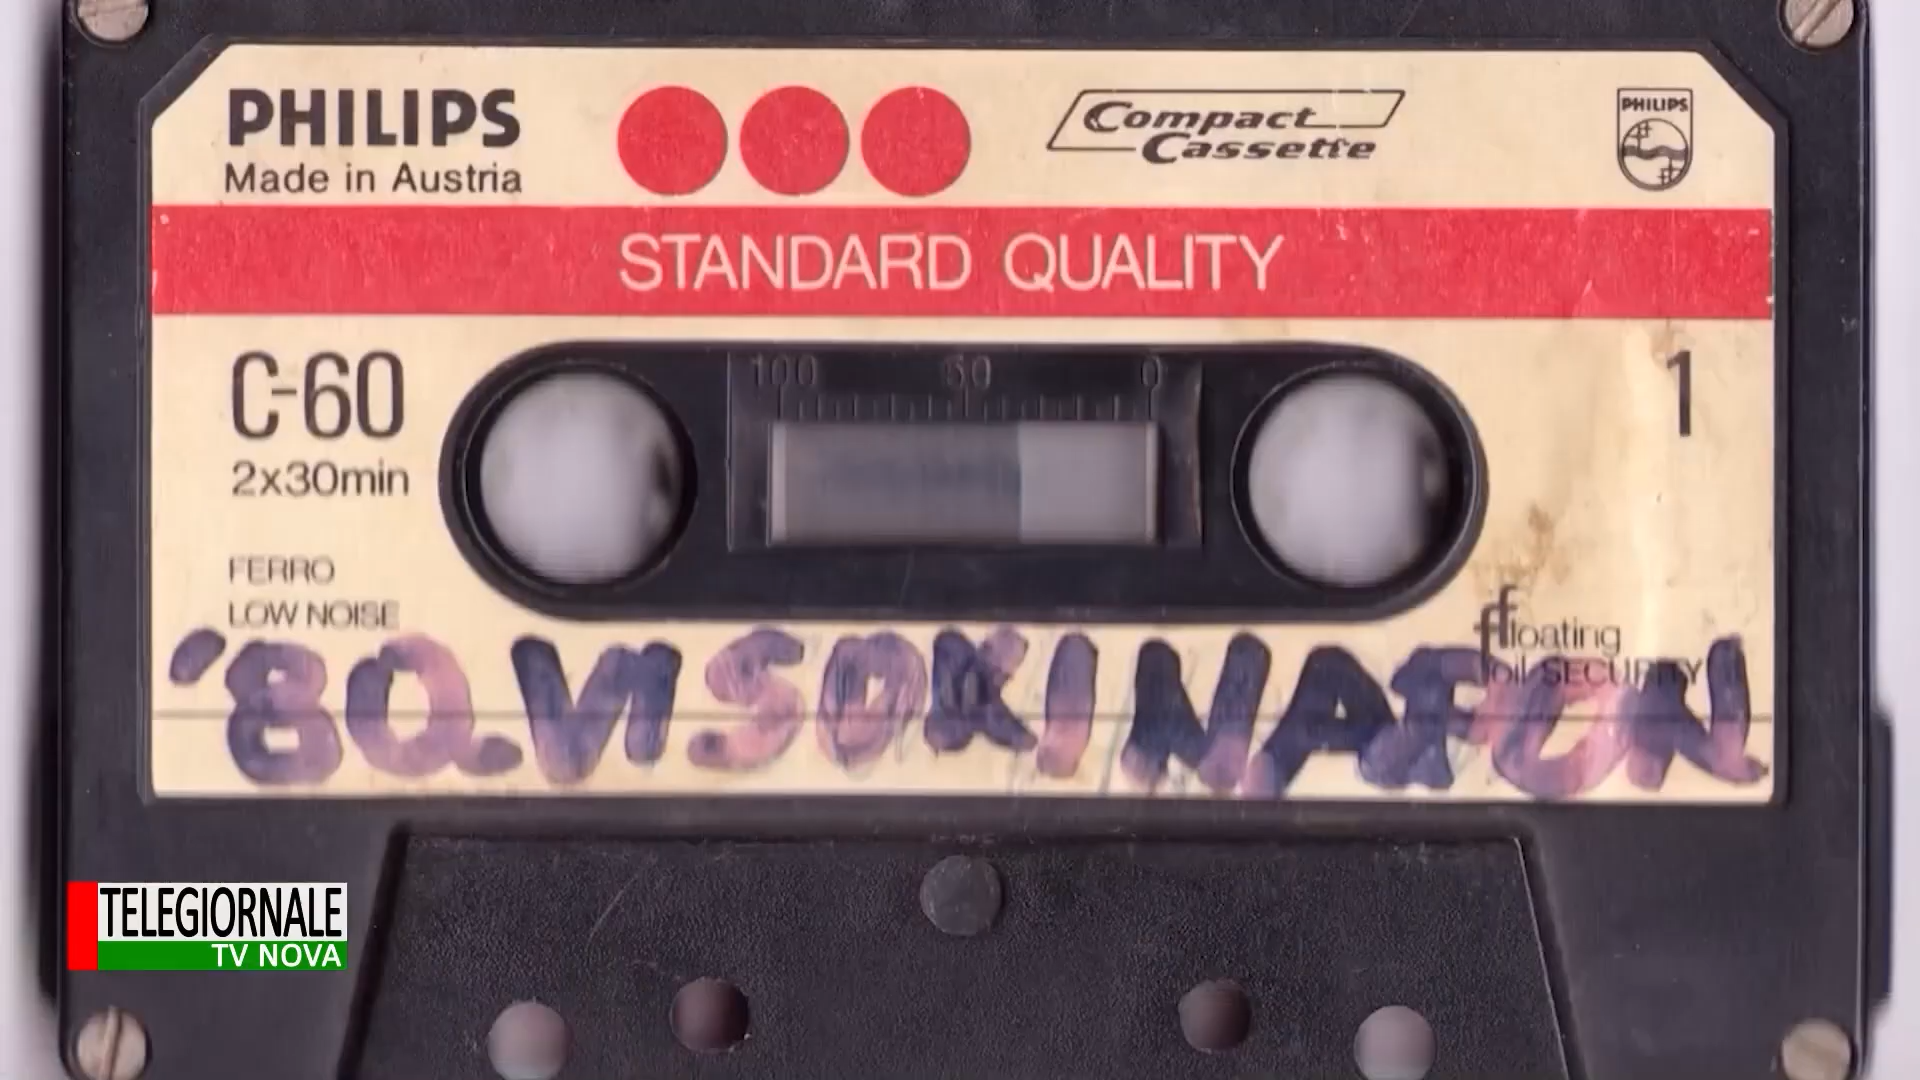 PHILIPS
Made in Austria
Compact
Cassette
PHILIPS
STANDARD QUALITY
C-60
2x30min
100 50 0
1
FERRO
LOW NOISE
floating
foil SECURITY
'80. VISOKI NAPON
TELEGIORNALE
TV NOVA